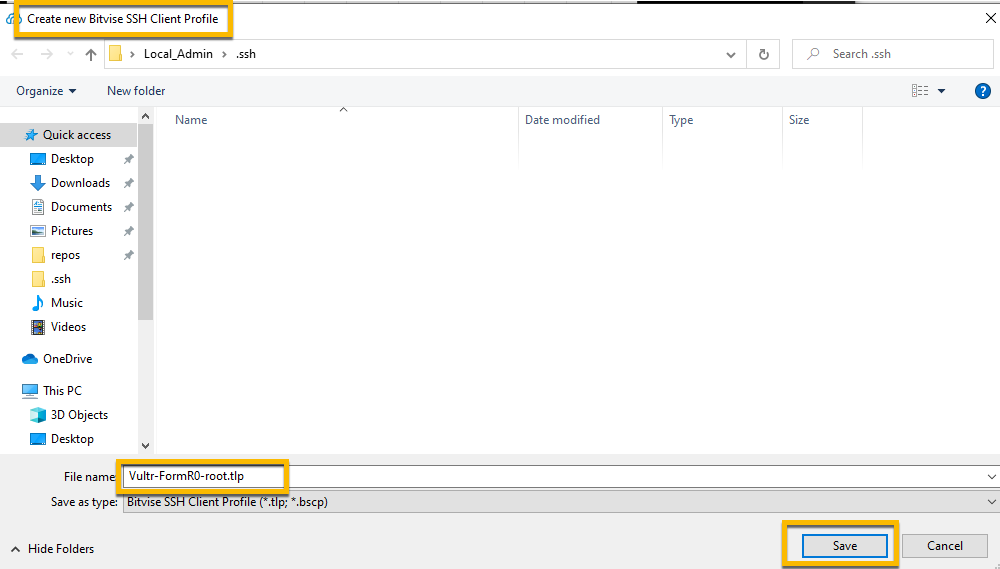 Create new Bitvise SSH Client Profile
Local_Admin > .ssh
Search .ssh
Organize New folder
Name Date modified Type Size
Quick access
Desktop
Downloads
Documents
Pictures
repos
.ssh
Music
Videos
OneDrive
This PC
3D Objects
Desktop
File name Vultr-FormR0-root.tlp
Save as type: Bitvise SSH Client Profile (*.tlp; *.bscp)
Hide Folders Save Cancel